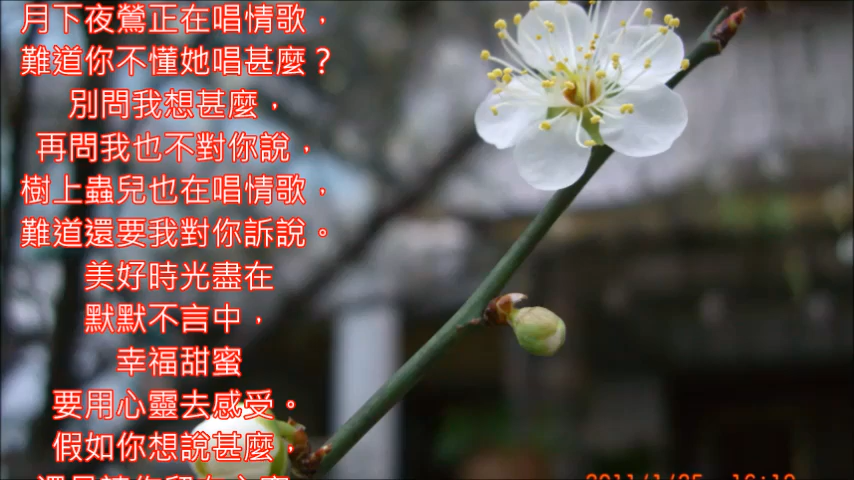 月下夜鶯正在唱情歌，
難道你不懂她唱甚麼？
別問我想甚麼，
再問我也不對你說，
樹上蟲兒也在唱情歌，
難道還要我對你訴說。
美好時光盡在
默默不言中，
幸福甜蜜
要用心靈去感受。
假如你想說甚麼，